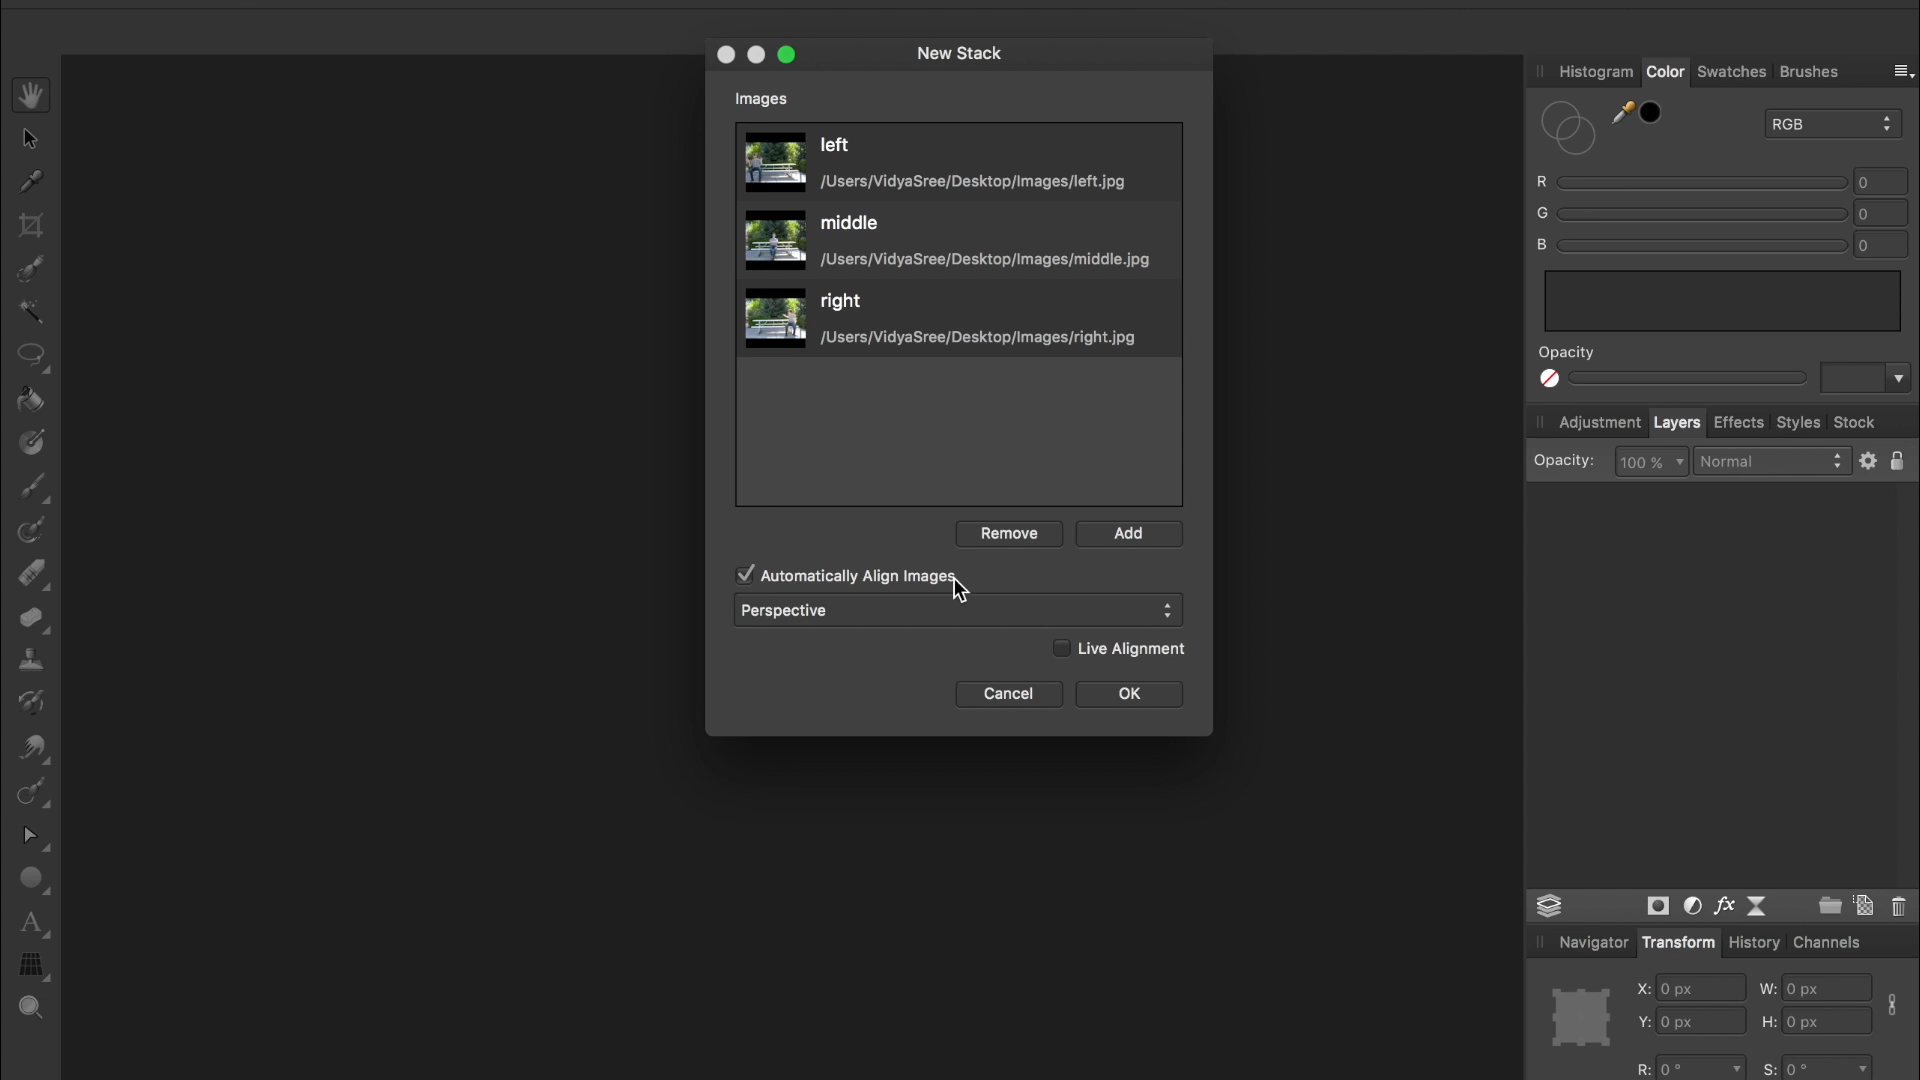 New Stack
Images
left
/Users/VidyaSree/Desktop/Images/left.jpg
middle
/Users/VidyaSree/Desktop/Images/middle.jpg
right
/Users/VidyaSree/Desktop/Images/right.jpg
Remove Add
Automatically Align Images
Perspective
Live Alignment
Cancel OK
Histogram Color Swatches Brushes
RGB
R 0
G 0
B 0
Opacity
Adjustment Layers Effects Styles Stock
Opacity: 100 % Normal
fx
Navigator Transform History Channels
X: 0 px W: 0 px
Y: 0 px H: 0 px
R: 0 ° S: 0 °
A